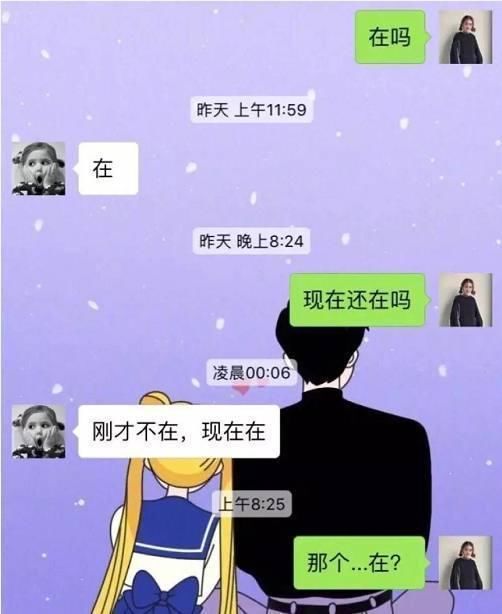 在吗
昨天 上午11:59
在
昨天 晚上8:24
现在还在吗
凌晨00:06
刚才不在，现在在
上午8:25
那个...在?